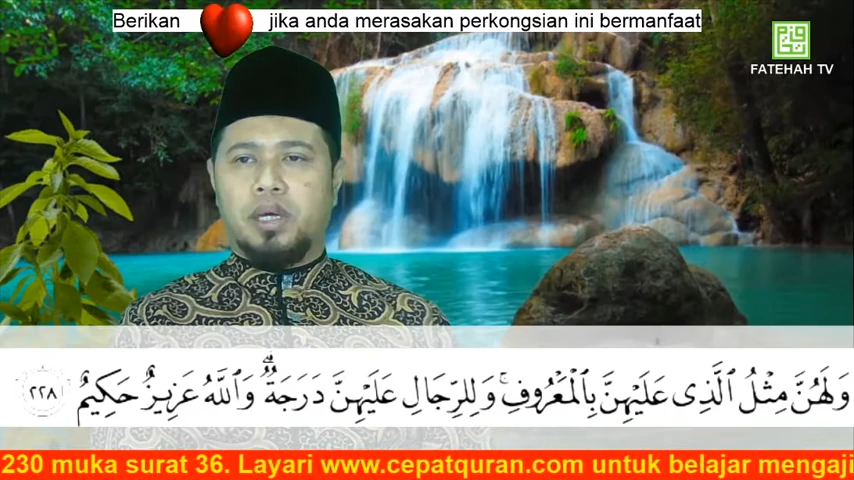 Berikan jika anda merasakan perkongsian ini bermanfaat
FATEHAH TV
وَلَهُنَّ مِثْلُ ٱلَّذِى عَلَيْهِنَّ بِٱلْمَعْرُوفِ ۚ وَلِلرِّجَالِ عَلَيْهِنَّ دَرَجَةٌ ۗ وَٱللَّهُ عَزِيزٌ حَكِيمٌ ٢٢٨
230 muka surat 36. Layari www.cepatquran.com untuk belajar mengaji